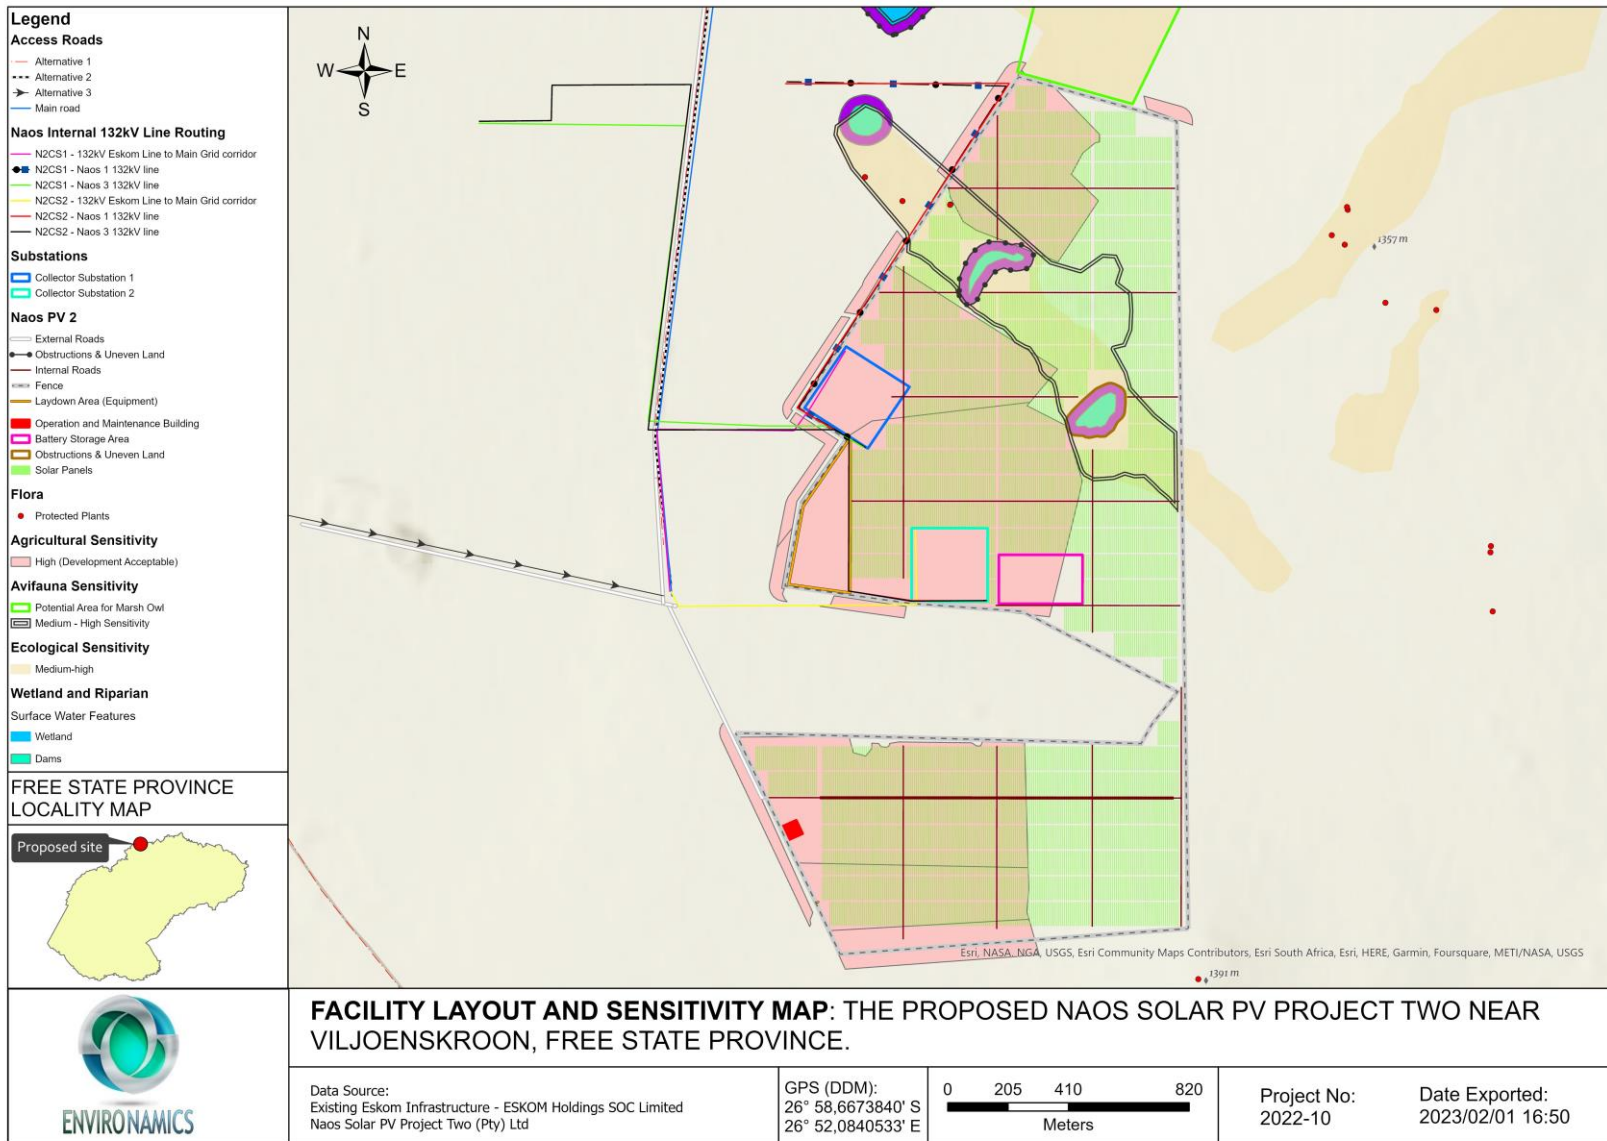 Legend
Access Roads
Alternative 1
Alternative 2
Alternative 3
Main road
Naos Internal 132kV Line Routing
N2CS1 - 132kV Eskom Line to Main Grid corridor
N2CS1 - Naos 1 132kV line
N2CS1 - Naos 3 132kV line
N2CS2 - 132kV Eskom Line to Main Grid corridor
N2CS2 - Naos 1 132kV line
N2CS2 - Naos 3 132kV line
Substations
Collector Substation 1
Collector Substation 2
Naos PV 2
External Roads
Obstructions & Uneven Land
Internal Roads
Fence
Laydown Area (Equipment)
Operation and Maintenance Building
Battery Storage Area
Obstructions & Uneven Land
Solar Panels
Flora
Protected Plants
Agricultural Sensitivity
High (Development Acceptable)
Avifauna Sensitivity
Potential Area for Marsh Owl
Medium - High Sensitivity
Ecological Sensitivity
Medium-high
Wetland and Riparian
Surface Water Features
Wetland
Dams
FREE STATE PROVINCE
LOCALITY MAP
Proposed site
ENVIRONAMICS
N
W E
S
1357 m
Esri, NASA, NGA, USGS, Esri Community Maps Contributors, Esri South Africa, Esri, HERE, Garmin, Foursquare, METI/NASA, USGS
1391 m
FACILITY LAYOUT AND SENSITIVITY MAP: THE PROPOSED NAOS SOLAR PV PROJECT TWO NEAR
VILJOENSKROON, FREE STATE PROVINCE.
Data Source:
Existing Eskom Infrastructure - ESKOM Holdings SOC Limited
Naos Solar PV Project Two (Pty) Ltd
GPS (DDM):
26° 58,6673840' S
26° 52,0840533' E
0 205 410 820
Meters
Project No:
2022-10
Date Exported:
2023/02/01 16:50